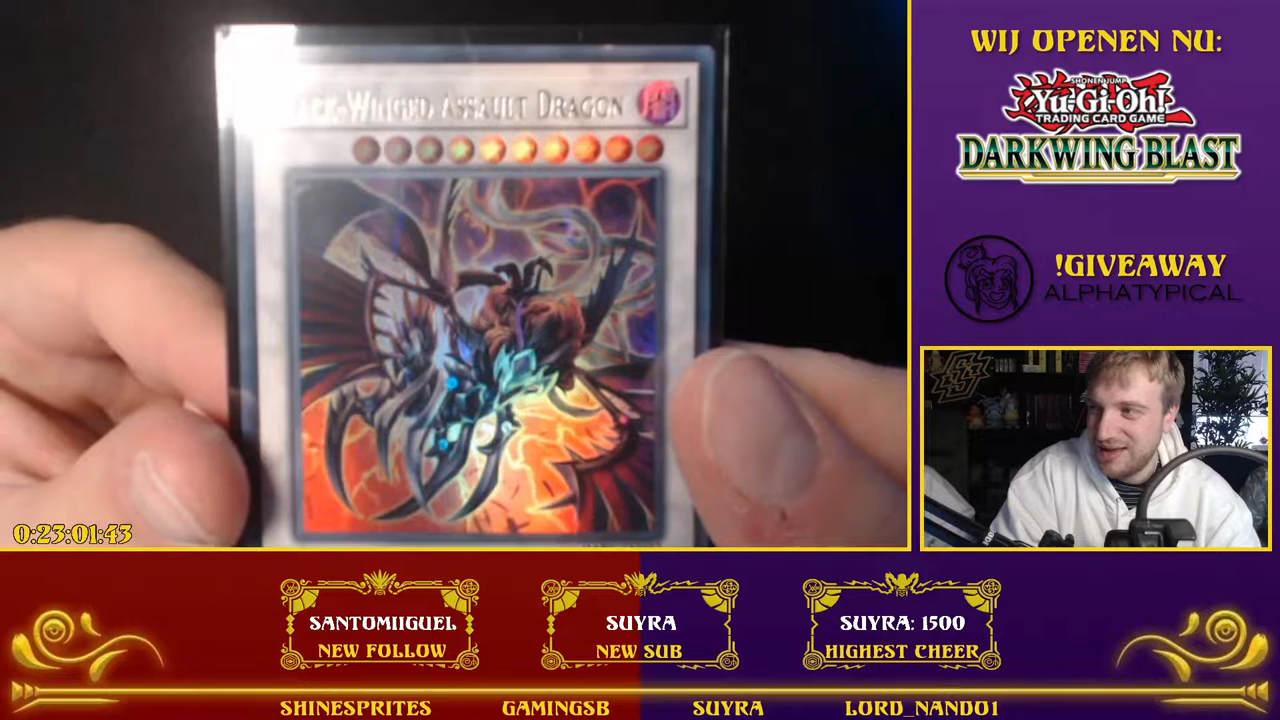 -Winged Assault Dragon
WIJ OPENEN NU:
SHONEN JUMP
Yu-Gi-Oh!
TRADING CARD GAME
DARKWING BLAST
!GIVEAWAY
ALPHATYPICAL
0:23:01:43
SANTOMIIGUEL
NEW FOLLOW
SUYRA
NEW SUB
SUYRA: 1500
HIGHEST CHEER
SHINESPRITES GAMINGSB SUYRA LORD_NANDO1